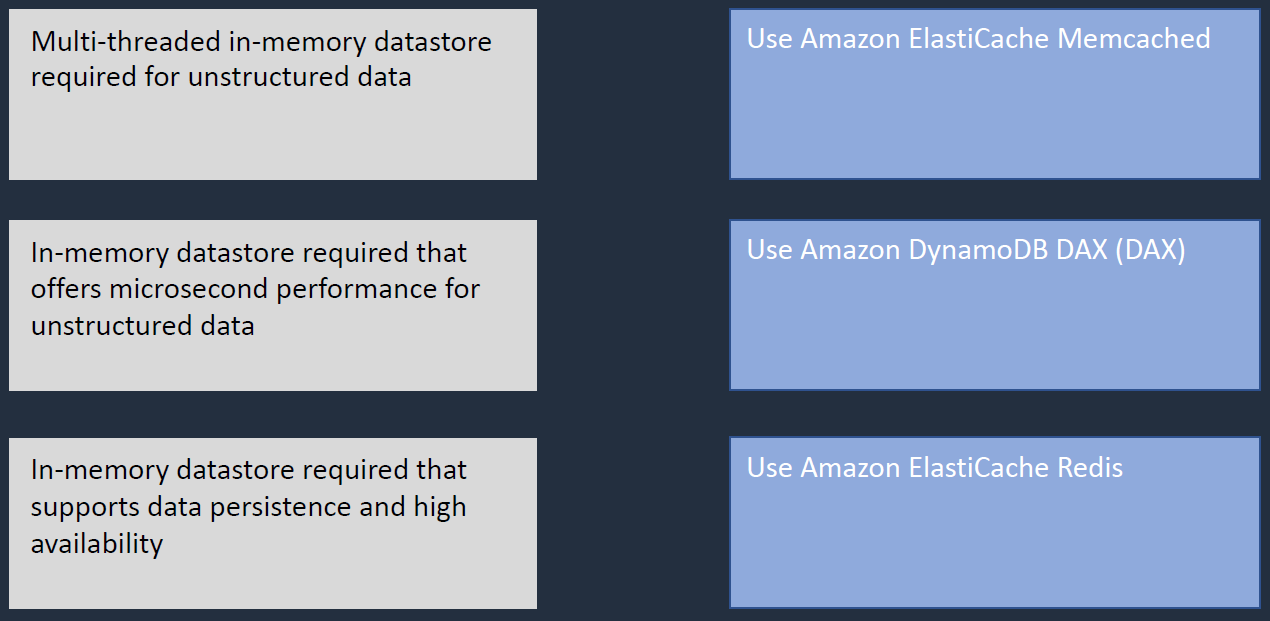 Multi-threaded in-memory datastore
required for unstructured data
Use Amazon ElastiCache Memcached
In-memory datastore required that
offers microsecond performance for
unstructured data
Use Amazon DynamoDB DAX (DAX)
In-memory datastore required that
supports data persistence and high
availability
Use Amazon ElastiCache Redis